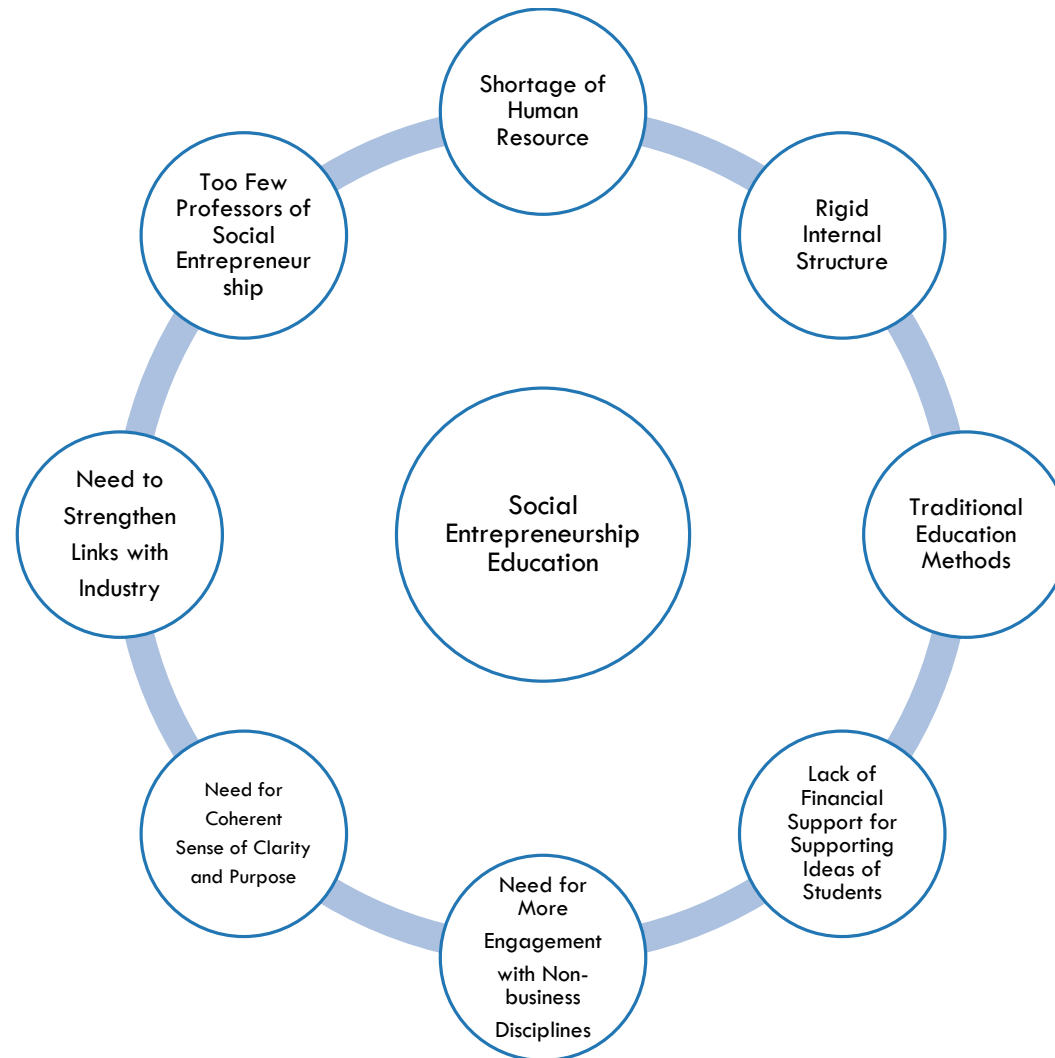 Shortage of
Human
Resource
Rigid
Internal
Structure
Traditional
Education
Methods
Lack of
Financial
Support for
Supporting
Ideas of
Students
Need for
More
Engagement
with Non-
business
Disciplines
Need for
Coherent
Sense of Clarity
and Purpose
Need to
Strengthen
Links with
Industry
Too Few
Professors of
Social
Entrepreneur
ship
Social
Entrepreneurship
Education